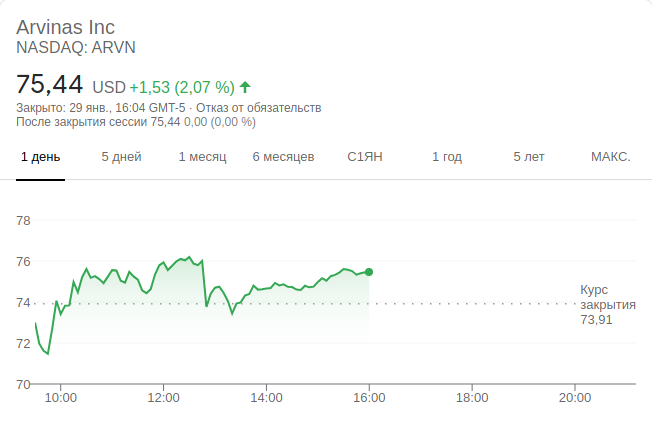 Arvinas Inc
NASDAQ: ARVN
75,44 USD +1,53 (2,07 %)
Закрыто: 29 янв., 16:04 GMT-5 · Отказ от обязательств
После закрытия сессии 75,44 0,00 (0,00 %)
1 день 5 дней 1 месяц 6 месяцев С1ЯН 1 год 5 лет МАКС.
78
76
74
72
70
Курс
закрытия
73,91
10:00 12:00 14:00 16:00 18:00 20:00